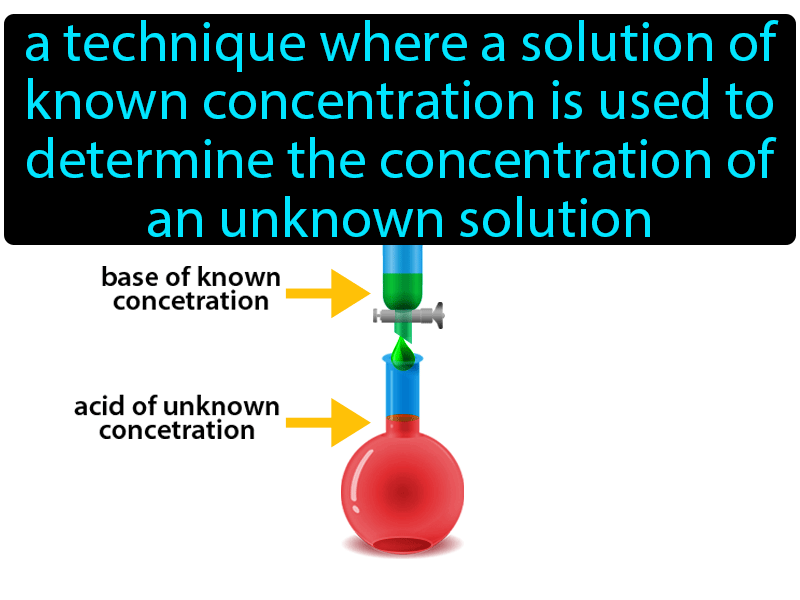 a technique where a solution of
known concentration is used to
determine the concentration of
an unknown solution
base of known
concetration
acid of unknown
concetration